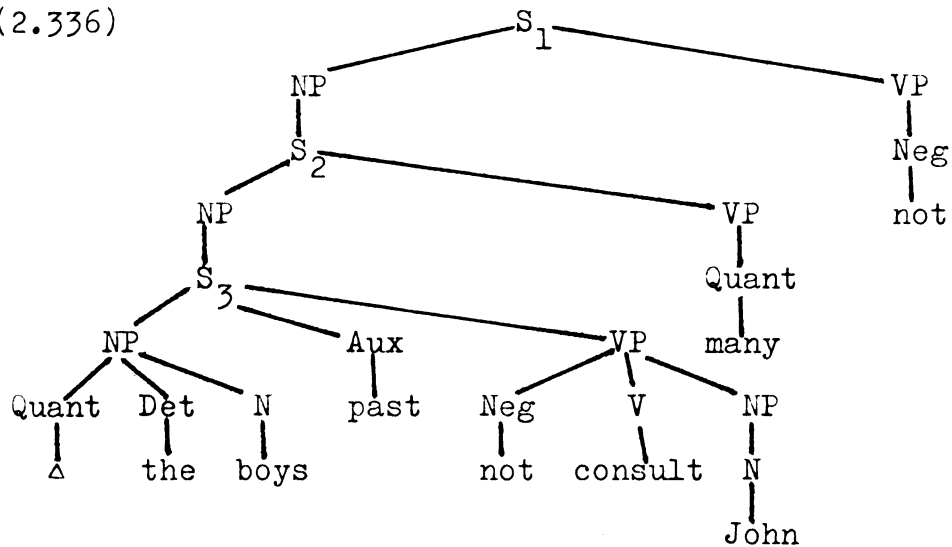 (2.336)
S1
NP VP
S2 Neg
NP VP not
S3 Quant
NP Aux VP many
Quant Det N past Neg V NP
Δ the boys not consult N
John